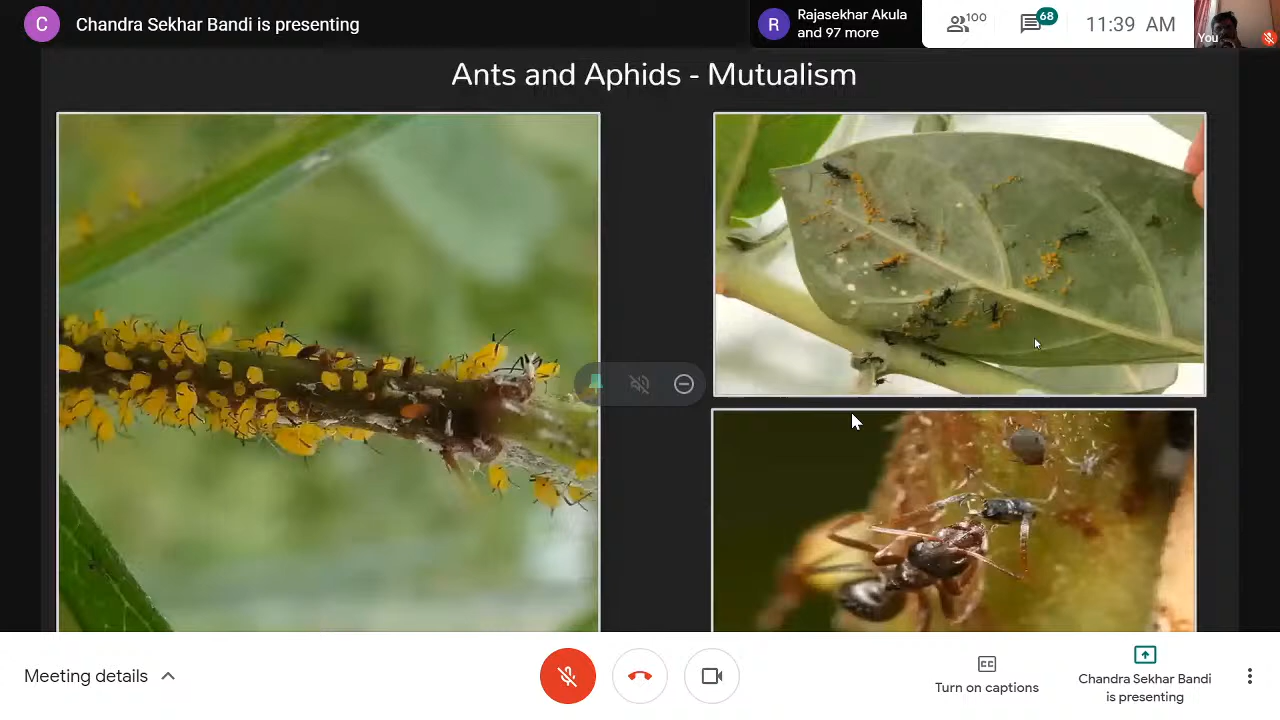 C
Chandra Sekhar Bandi is presenting
R
Rajasekhar Akula
and 97 more
100
68
11:39 AM
You
Ants and Aphids - Mutualism
Meeting details
CC
Turn on captions
Chandra Sekhar Bandi
is presenting